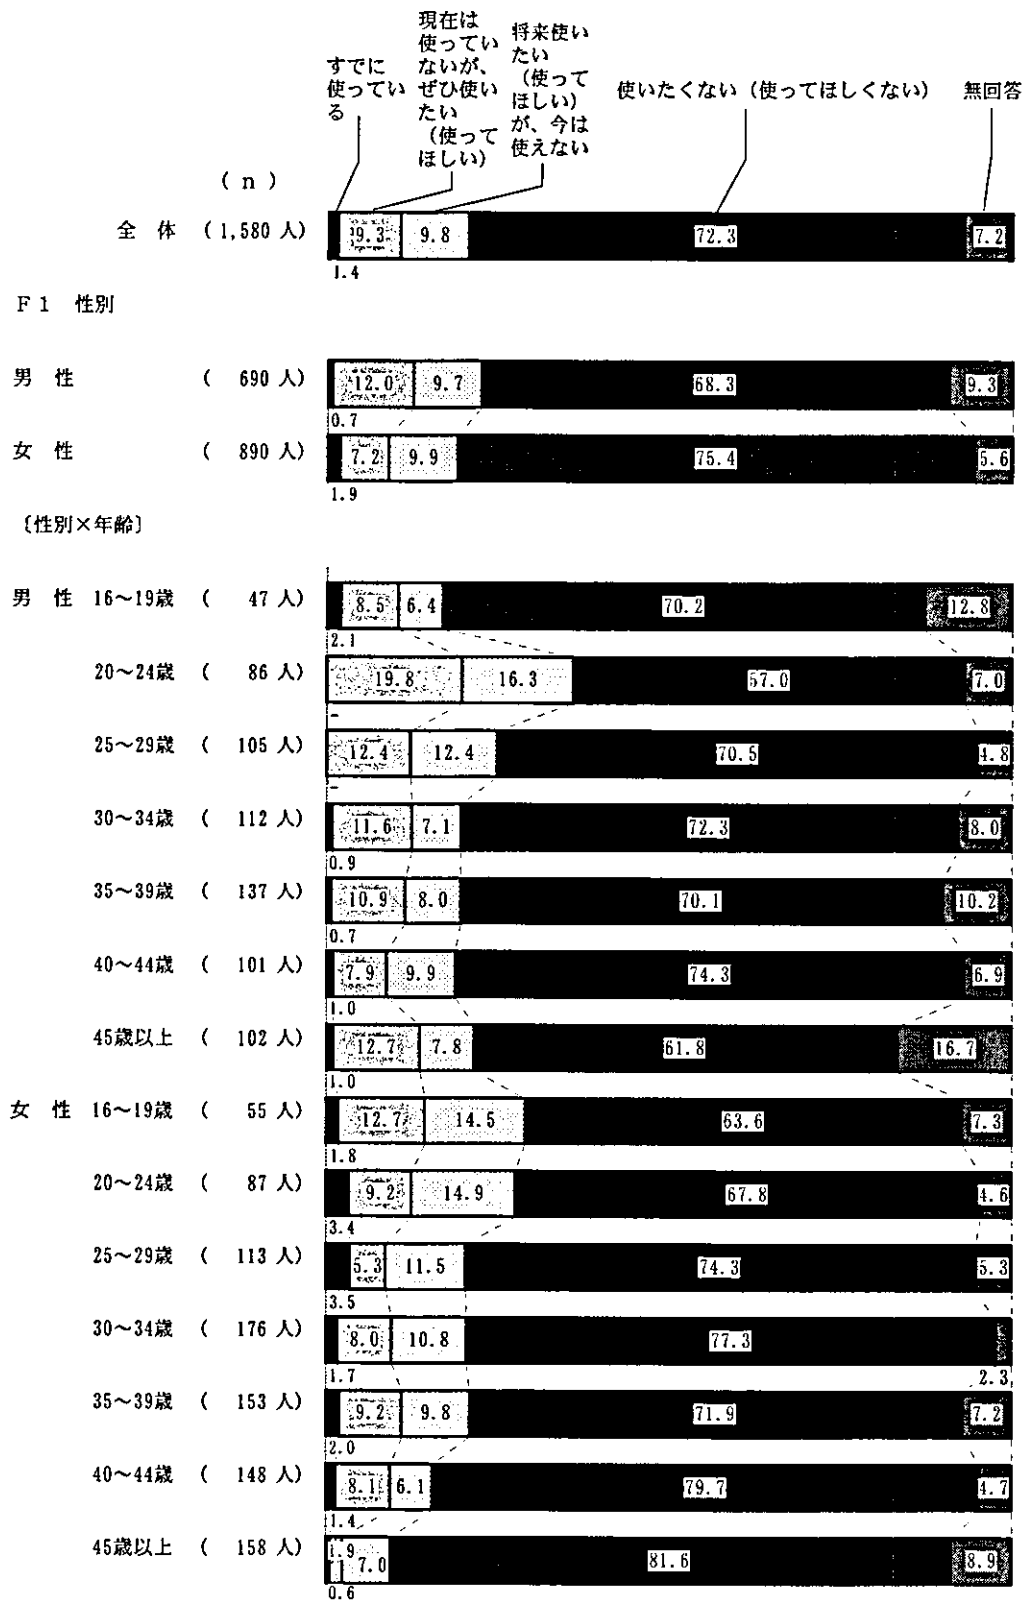 すでに
使ってい
る
現在は
使ってい
ないが、
ぜひ使い
たい
（使って
ほしい）
将来使い
たい
（使って
ほしい）
が、今は
使えない
使いたくない（使ってほしくない）
無回答
（ｎ）
全 体 （1,580 人） 9.3 9.8 72.3 7.2
1.4
Ｆ１ 性別
男 性 （ 690 人） 12.0 9.7 68.3 9.3
0.7
女 性 （ 890 人） 7.2 9.9 75.4 5.6
1.9
〔性別×年齢〕
男 性 16～19歳 （ 47 人） 8.5 6.4 70.2 12.8
2.1
20～24歳 （ 86 人） 19.8 16.3 57.0 7.0
-
25～29歳 （ 105 人） 12.4 12.4 70.5 4.8
-
30～34歳 （ 112 人） 11.6 7.1 72.3 8.0
0.9
35～39歳 （ 137 人） 10.9 8.0 70.1 10.2
0.7
40～44歳 （ 101 人） 7.9 9.9 74.3 6.9
1.0
45歳以上 （ 102 人） 12.7 7.8 61.8 16.7
1.0
女 性 16～19歳 （ 55 人） 12.7 14.5 63.6 7.3
1.8
20～24歳 （ 87 人） 9.2 14.9 67.8 4.6
3.4
25～29歳 （ 113 人） 5.3 11.5 74.3 5.3
3.5
30～34歳 （ 176 人） 8.0 10.8 77.3
1.7 2.3
35～39歳 （ 153 人） 9.2 9.8 71.9 7.2
2.0
40～44歳 （ 148 人） 8.1 6.1 79.7 4.7
1.4
45歳以上 （ 158 人） 1.9 7.0 81.6 8.9
0.6